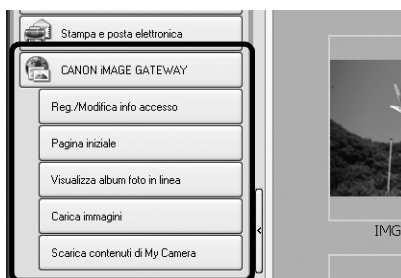 Stampa e posta elettronica
CANON iMAGE GATEWAY
Reg./Modifica info accesso
Pagina iniziale
Visualizza album foto in linea
Carica immagini
Scarica contenuti di My Camera
IMG